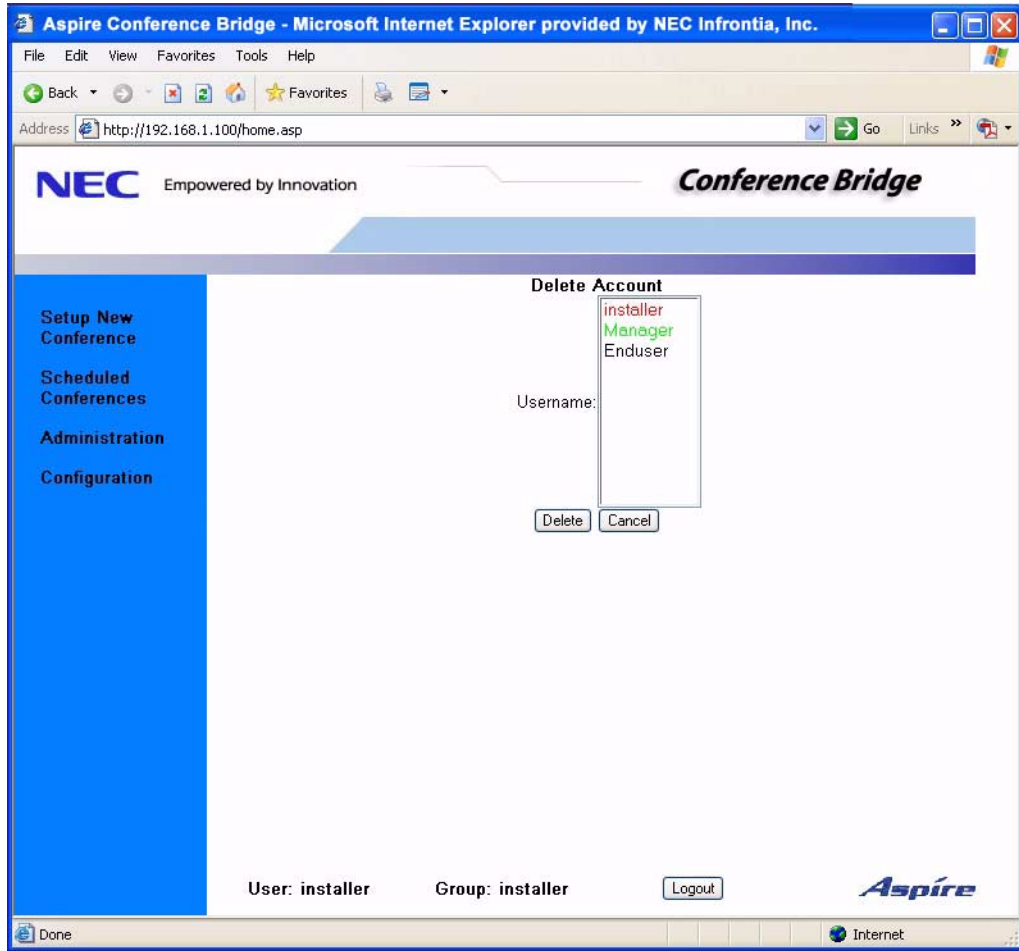 Aspire Conference Bridge - Microsoft Internet Explorer provided by NEC Infrontia, Inc.
File Edit View Favorites Tools Help
Back Favorites
Address http://192.168.1.100/home.asp Go Links »
NEC Empowered by Innovation Conference Bridge
Delete Account
Setup New
Conference
Scheduled
Conferences
Administration
Configuration
Username:
installer
Manager
Enduser
Delete Cancel
User: installer Group: installer Logout Aspire
Done Internet